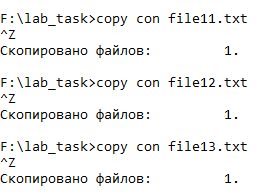 F:\lab_task>copy con file11.txt
^Z
Скопировано файлов:         1.
F:\lab_task>copy con file12.txt
^Z
Скопировано файлов:         1.
F:\lab_task>copy con file13.txt
^Z
Скопировано файлов:         1.